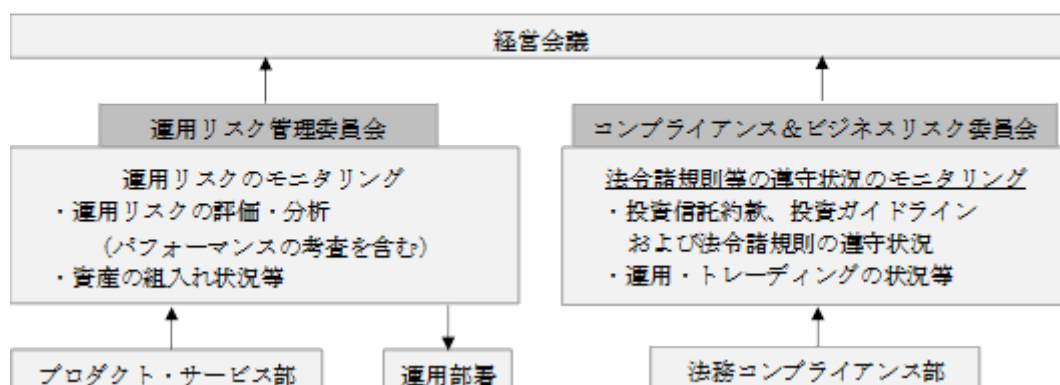 経営会議
運用リスク管理委員会
コンプライアンス&ビジネスリスク委員会
運用リスクのモニタリング
・運用リスクの評価・分析
（パフォーマンスの考査を含む）
・資産の組入れ状況等
法令諸規則等の遵守状況のモニタリング
・投資信託約款、投資ガイドライン
および法令諸規則の遵守状況
・運用・トレーディングの状況等
プロダクト・サービス部
運用部署
法務コンプライアンス部